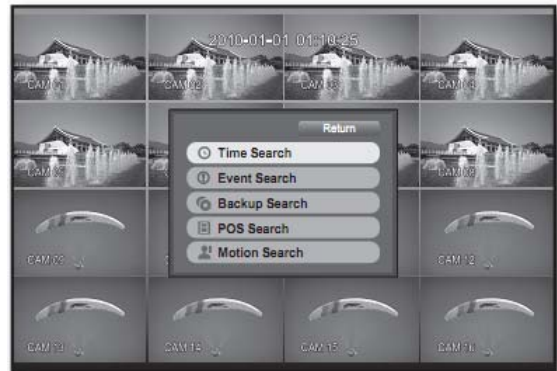 2010-01-01 01:10:25
CAM 01 CAM 02 CAM 03 CAM 04
Return
Time Search
Event Search
Backup Search
POS Search
Motion Search
CAM 08
CAM 09 CAM 12
CAM 13 CAM 14 CAM 15 CAM 16